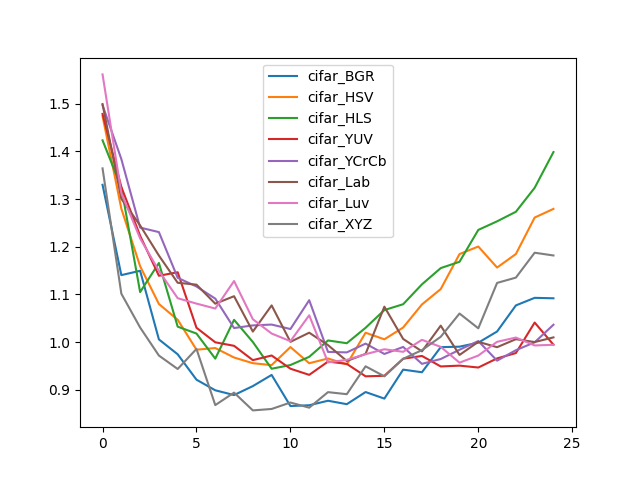 cifar_BGR
cifar_HSV
cifar_HLS
cifar_YUV
cifar_YCrCb
cifar_Lab
cifar_Luv
cifar_XYZ
1.5
1.4
1.3
1.2
1.1
1.0
0.9
0 5 10 15 20 25